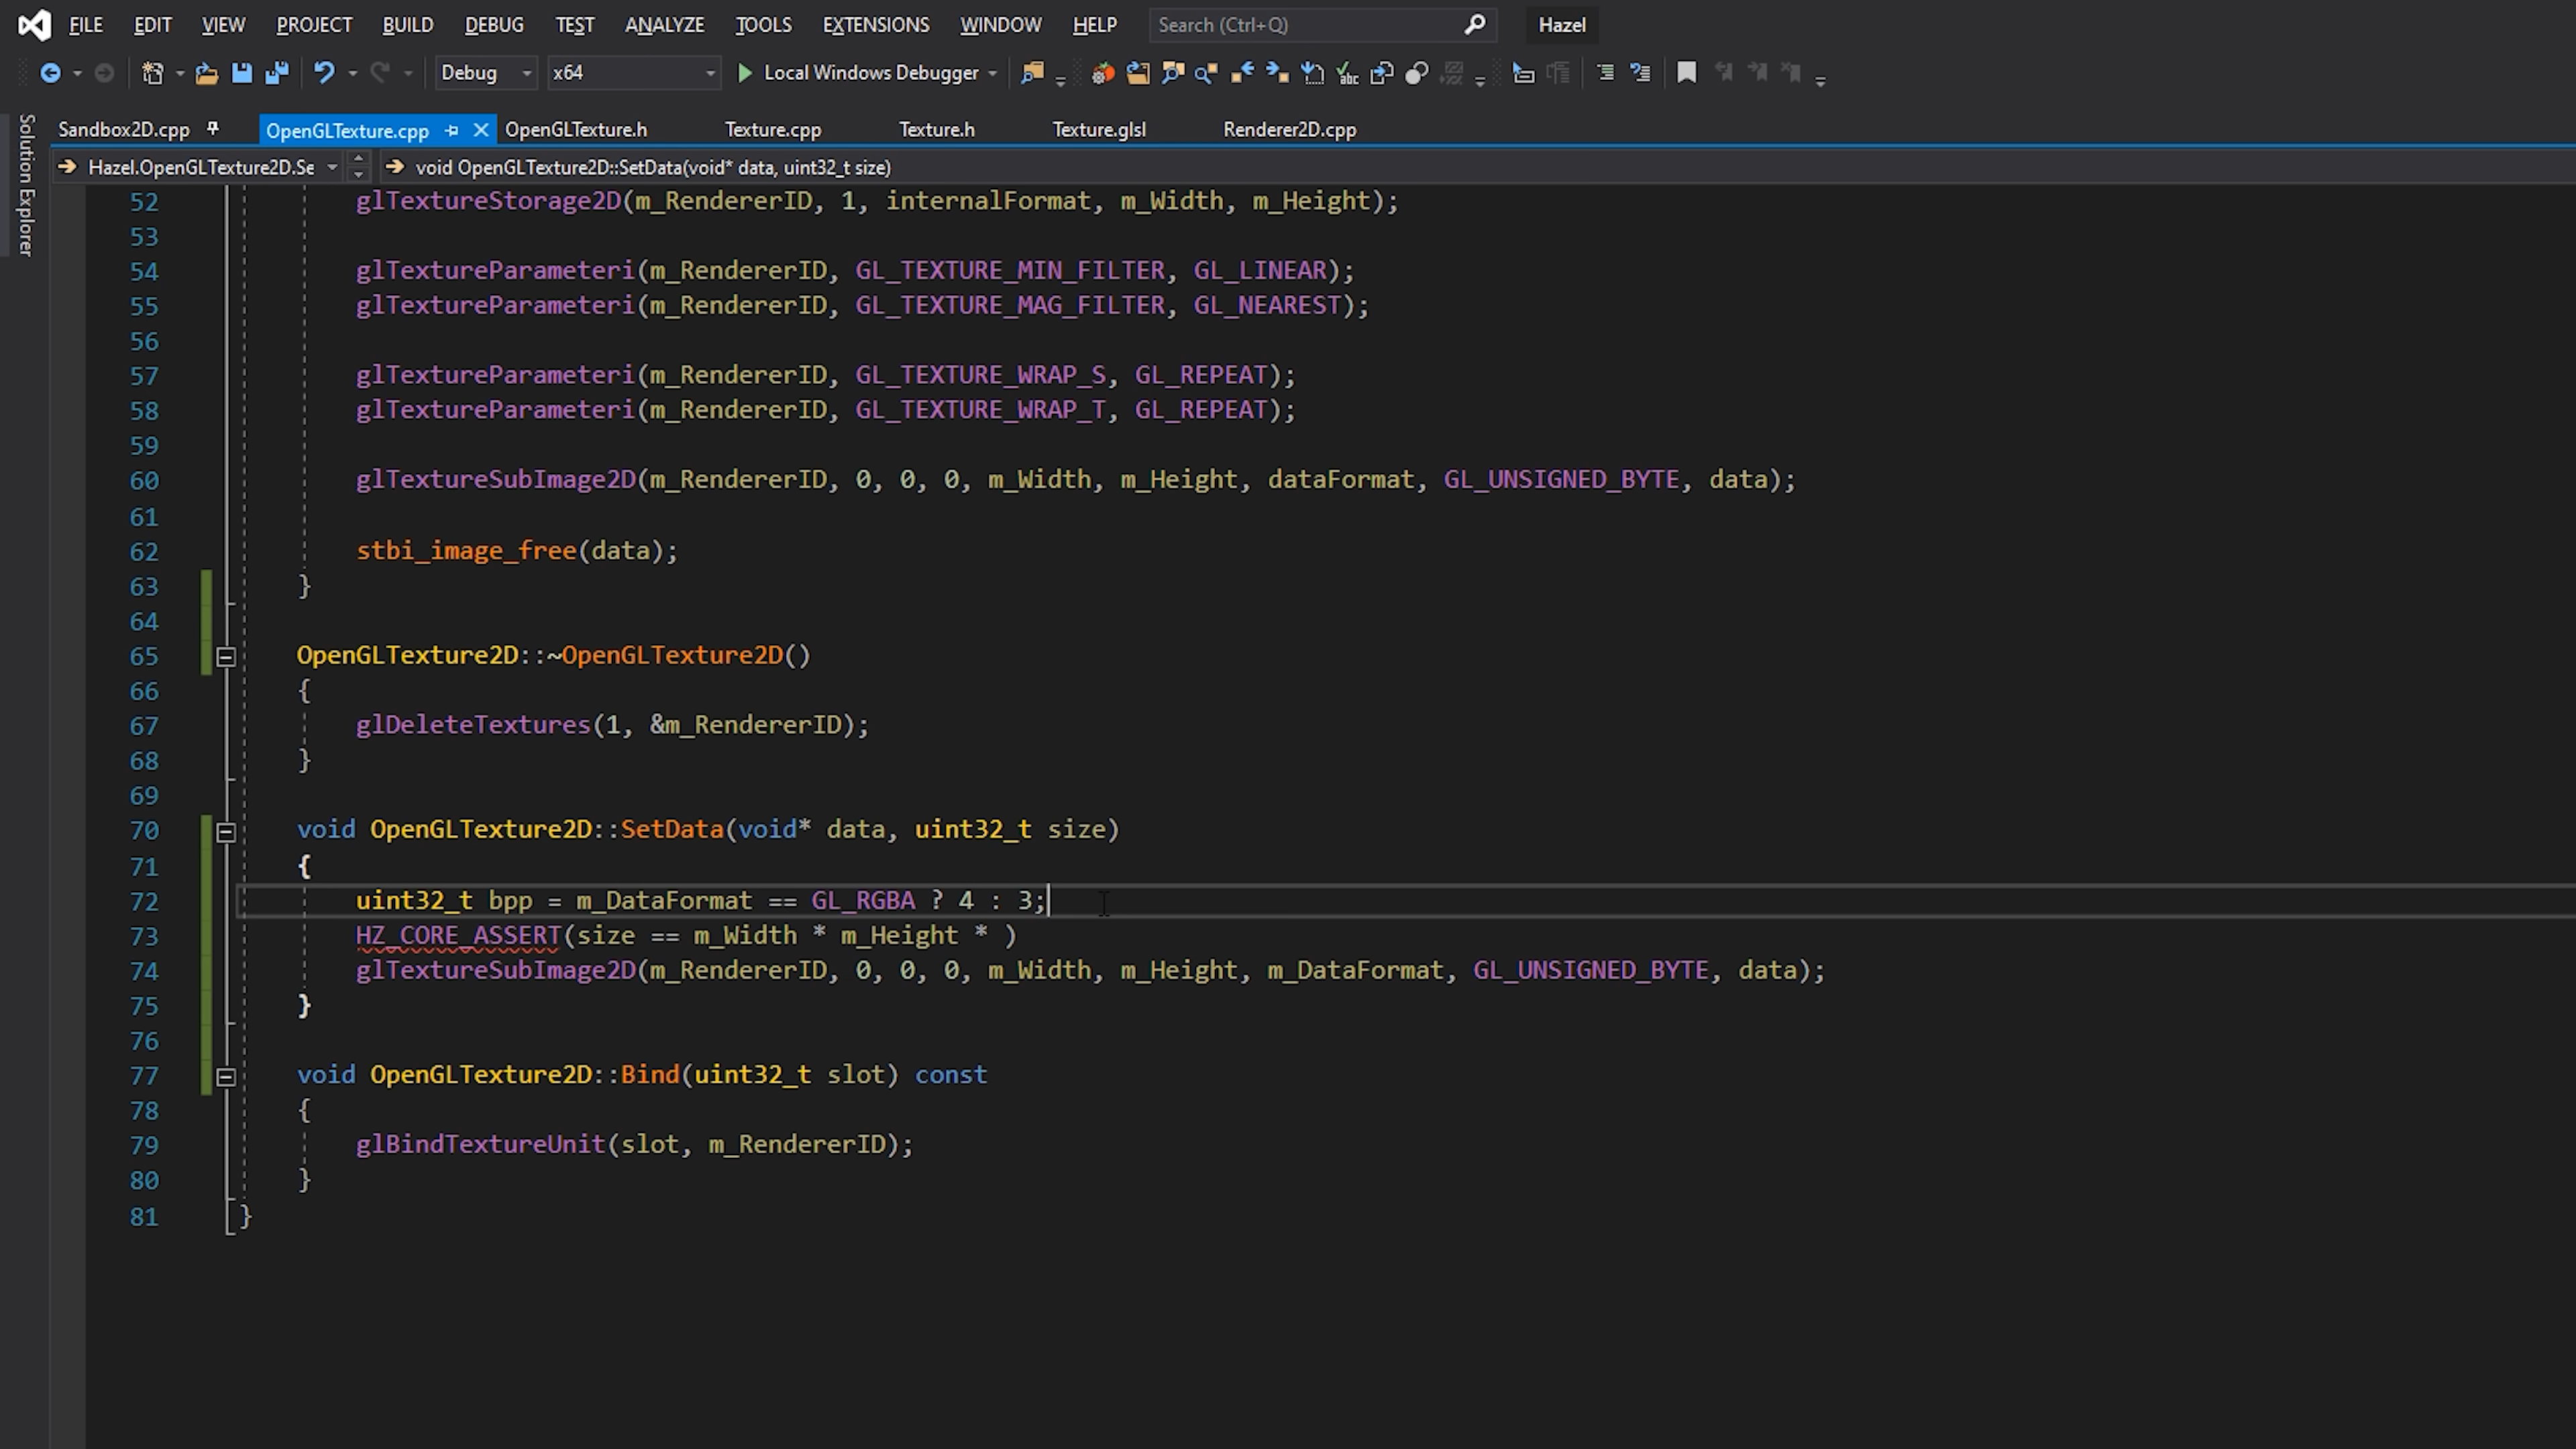 FILE EDIT VIEW PROJECT BUILD DEBUG TEST ANALYZE TOOLS EXTENSIONS WINDOW HELP Search (Ctrl+Q) Hazel
Debug x64 Local Windows Debugger
Solution Explorer
Sandbox2D.cpp OpenGLTexture.cpp OpenGLTexture.h Texture.cpp Texture.h Texture.glsl Renderer2D.cpp
Hazel.OpenGLTexture2D.Se void OpenGLTexture2D::SetData(void* data, uint32_t size)
52 glTextureStorage2D(m_RendererID, 1, internalFormat, m_Width, m_Height);
53
54 glTextureParameteri(m_RendererID, GL_TEXTURE_MIN_FILTER, GL_LINEAR);
55 glTextureParameteri(m_RendererID, GL_TEXTURE_MAG_FILTER, GL_NEAREST);
56
57 glTextureParameteri(m_RendererID, GL_TEXTURE_WRAP_S, GL_REPEAT);
58 glTextureParameteri(m_RendererID, GL_TEXTURE_WRAP_T, GL_REPEAT);
59
60 glTextureSubImage2D(m_RendererID, 0, 0, 0, m_Width, m_Height, dataFormat, GL_UNSIGNED_BYTE, data);
61
62 stbi_image_free(data);
63 }
64
65 OpenGLTexture2D::~OpenGLTexture2D()
66 {
67 glDeleteTextures(1, &m_RendererID);
68 }
69
70 void OpenGLTexture2D::SetData(void* data, uint32_t size)
71 {
72 uint32_t bpp = m_DataFormat == GL_RGBA ? 4 : 3;
73 HZ_CORE_ASSERT(size == m_Width * m_Height * )
74 glTextureSubImage2D(m_RendererID, 0, 0, 0, m_Width, m_Height, m_DataFormat, GL_UNSIGNED_BYTE, data);
75 }
76
77 void OpenGLTexture2D::Bind(uint32_t slot) const
78 {
79 glBindTextureUnit(slot, m_RendererID);
80 }
81 }